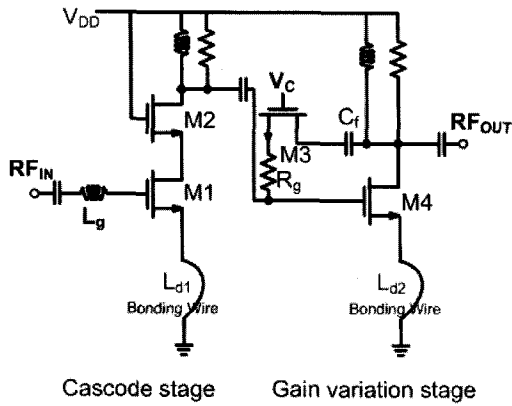 VDD
VC
M2
Cf
RFOUT
RFIN
M3
M1
Rg
M4
Lg
Ld1
Bonding Wire
Ld2
Bonding Wire
Cascode stage
Gain variation stage